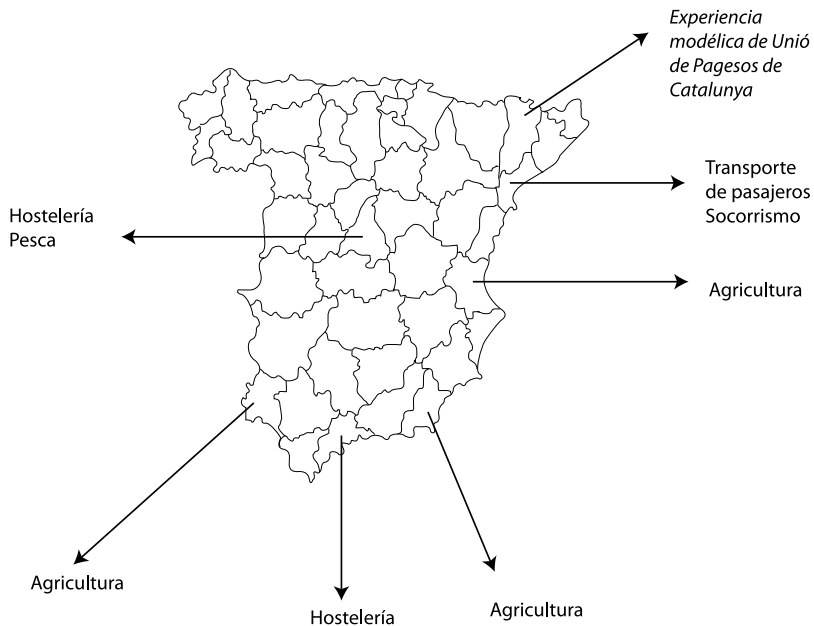 Experiencia
modélica de Unió
de Pagesos de
Catalunya
Transporte
de pasajeros
Socorrismo
Hostelería
Pesca
Agricultura
Agricultura
Hostelería
Agricultura